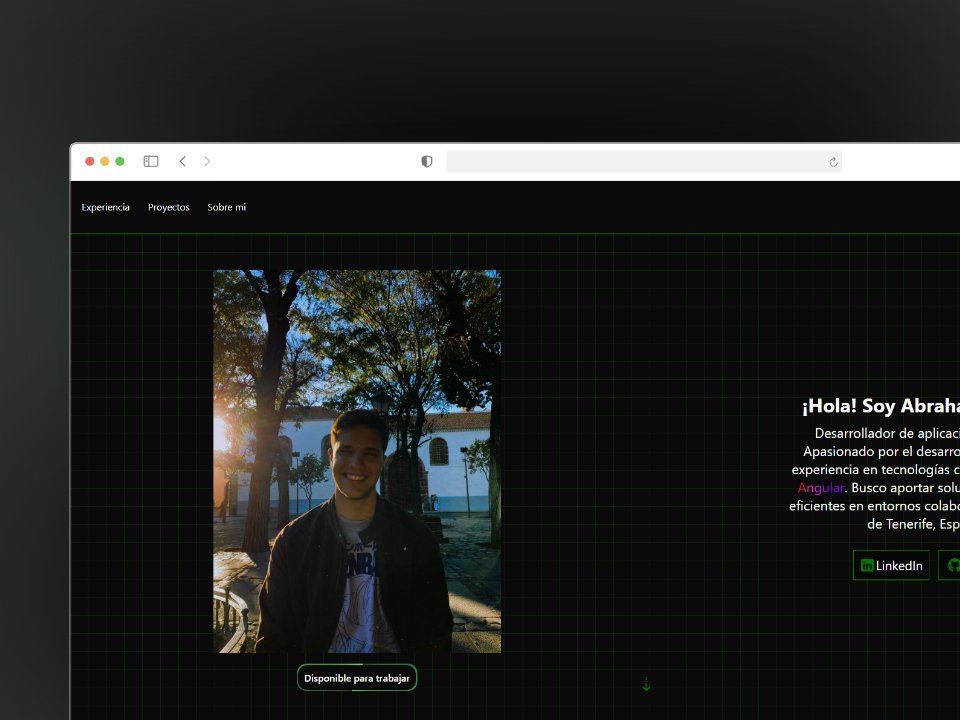 Experiencia Proyectos Sobre mi
¡Hola! Soy Abraha
Desarrollador de aplicaci
Apasionado por el desarro
experiencia en tecnologías c
Angular. Busco aportar solu
eficientes en entornos colabo
de Tenerife, Esp
LinkedIn
Disponible para trabajar